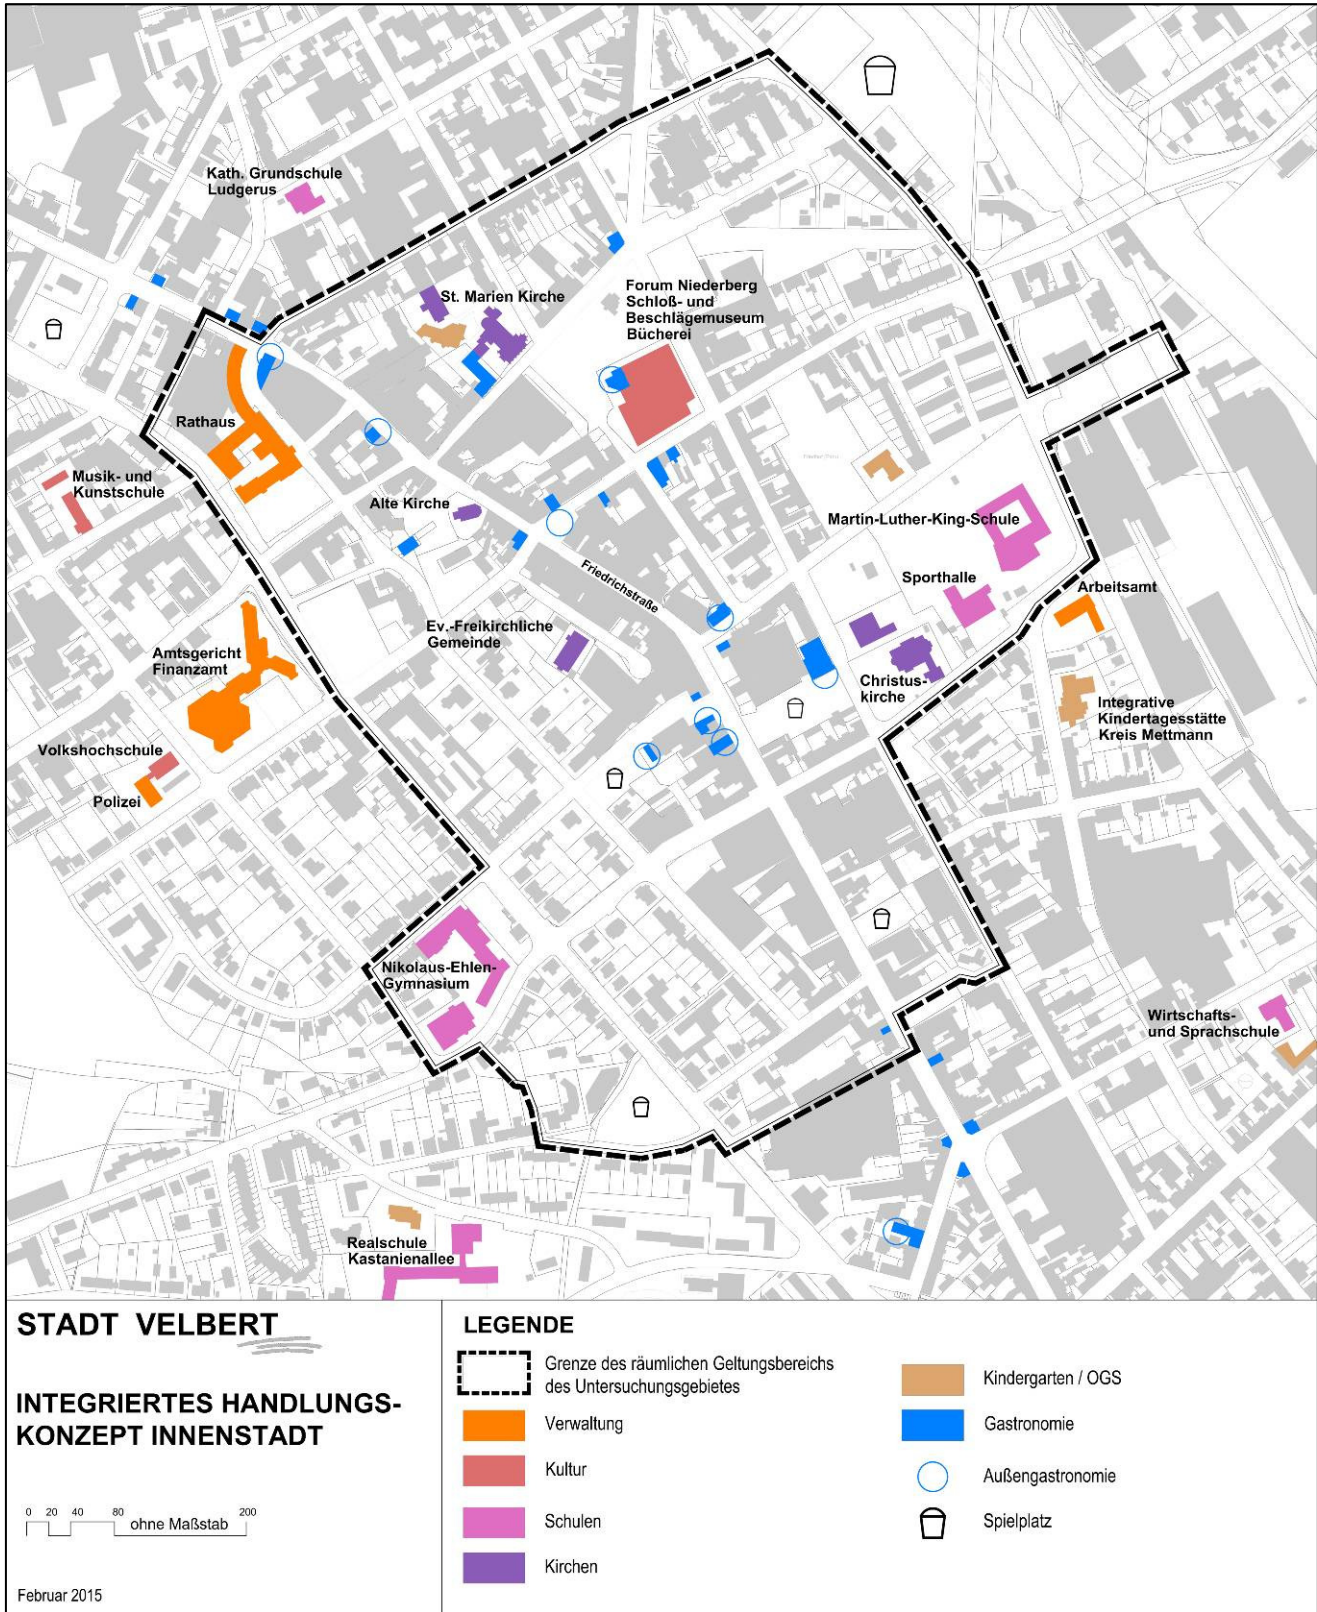 Kath. Grundschule
Ludgerus
St. Marien Kirche
Forum Niederberg
Schloß- und
Beschlägemuseum
Bücherei
Rathaus
Musik- und
Kunstschule
Alte Kirche
Martin-Luther-King-Schule
Friedrichstraße
Sporthalle
Arbeitsamt
Ev.-Freikirchliche
Gemeinde
Amtsgericht
Finanzamt
Christus-
kirche
Integrative
Kindertagesstätte
Kreis Mettmann
Volkshochschule
Polizei
Nikolaus-Ehlen-
Gymnasium
Wirtschafts-
und Sprachschule
Realschule
Kastanienallee
STADT VELBERT
INTEGRIERTES HANDLUNGS-
KONZEPT INNENSTADT
0 20 40 80 200
ohne Maßstab
Februar 2015
LEGENDE
Grenze des räumlichen Geltungsbereichs
des Untersuchungsgebietes
Verwaltung
Kultur
Schulen
Kirchen
Kindergarten / OGS
Gastronomie
Außengastronomie
Spielplatz